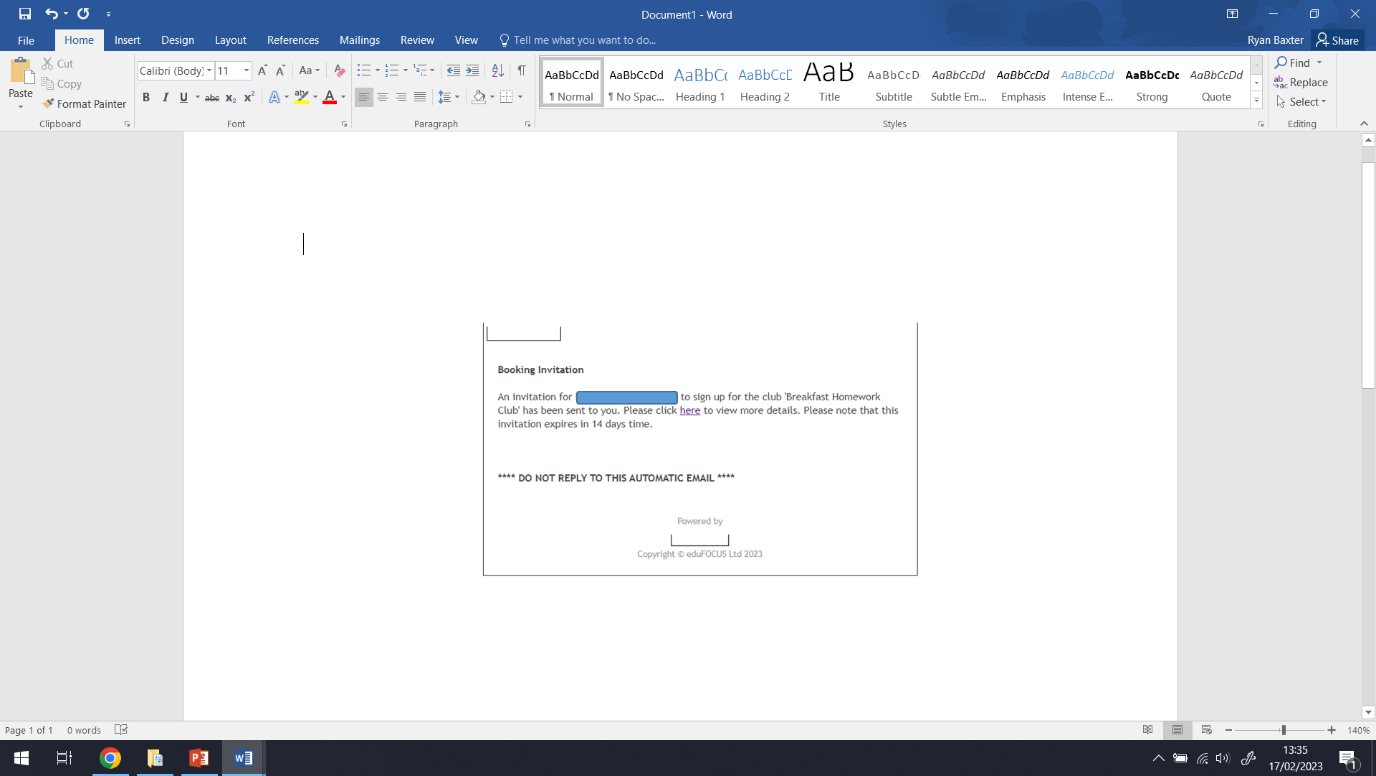 Document1 - Word
File Home Insert Design Layout References Mailings Review View Tell me what you want to do... Ryan Baxter Share
Paste
Cut
Copy
Format Painter
Clipboard
Calibri (Body) 11
Font
Paragraph
AaBbCcDd AaBbCcDd AaBbCc AaBbCcE AaB AaBbCcD AaBbCcDd AaBbCcDd AaBbCcDd AaBbCcDc AaBbCcDd
¶ Normal ¶ No Spac... Heading 1 Heading 2 Title Subtitle Subtle Em... Emphasis Intense E... Strong Quote
Styles
Find
Replace
Select
Editing
Booking Invitation
An invitation for to sign up for the club 'Breakfast Homework
Club' has been sent to you. Please click here to view more details. Please note that this
invitation expires in 14 days time.
**** DO NOT REPLY TO THIS AUTOMATIC EMAIL ****
Powered by
Copyright © eduFOCUS Ltd 2023
Page 1 of 1 0 words 140%
13:35
17/02/2023
1